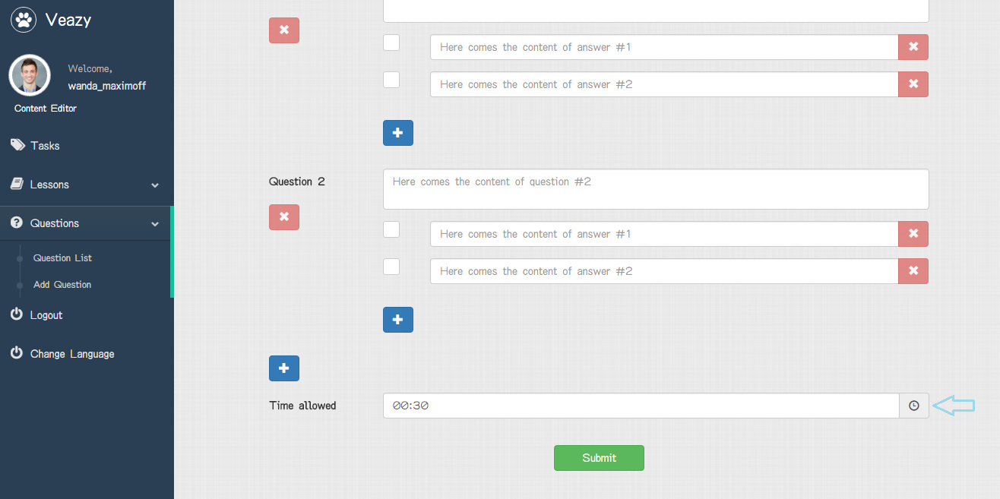 Veazy
Welcome,
wanda_maximoff
Content Editor
Tasks
Lessons
Questions
Question List
Add Question
Logout
Change Language
Here comes the content of answer #1
Here comes the content of answer #2
Question 2
Here comes the content of question #2
Here comes the content of answer #1
Here comes the content of answer #2
Time allowed
00:30
Submit